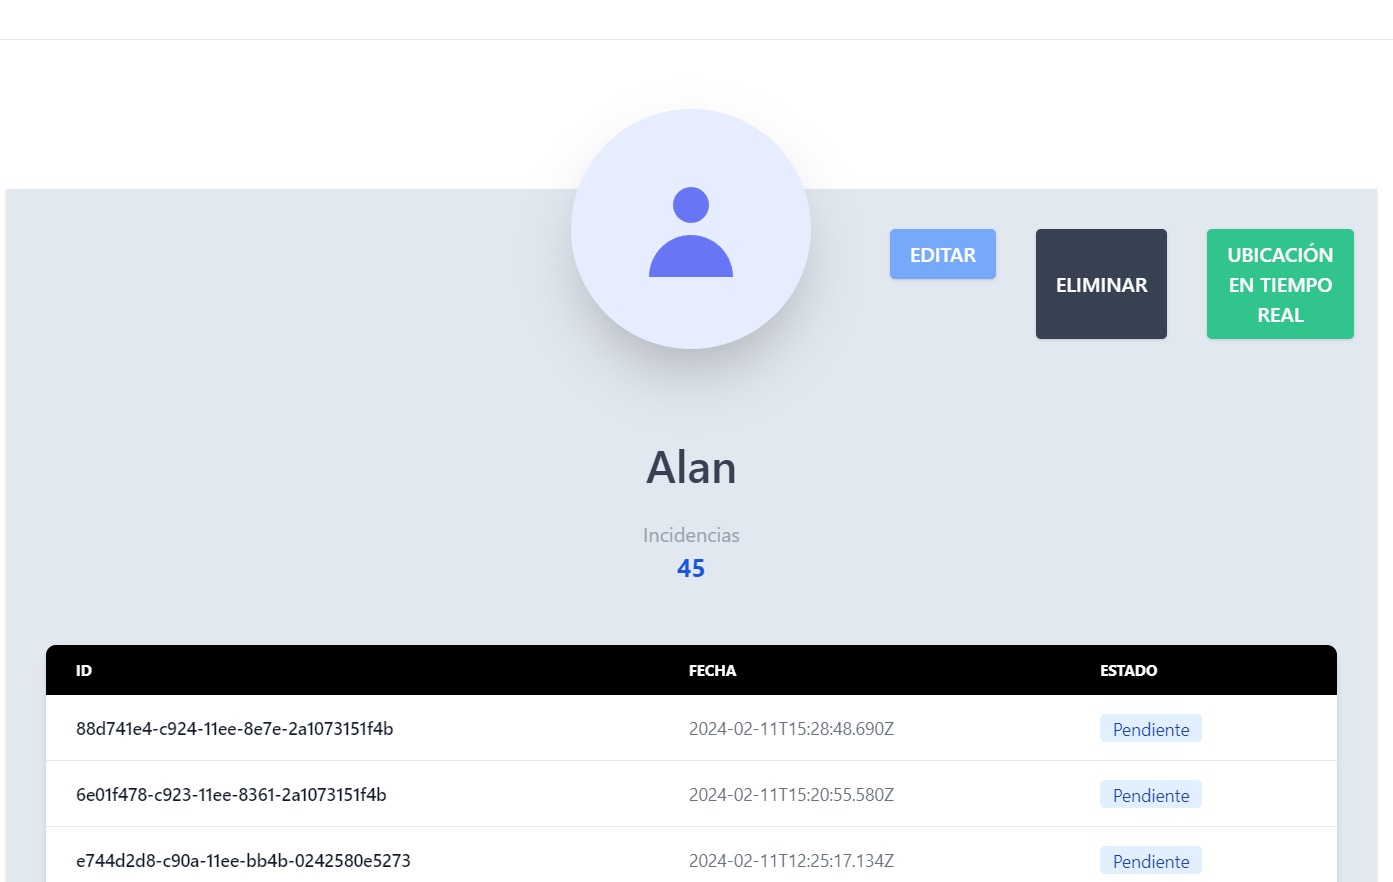 EDITAR
ELIMINAR
UBICACIÓN
EN TIEMPO
REAL
Alan
Incidencias
45
ID FECHA ESTADO
88d741e4-c924-11ee-8e7e-2a1073151f4b 2024-02-11T15:28:48.690Z Pendiente
6e01f478-c923-11ee-8361-2a1073151f4b 2024-02-11T15:20:55.580Z Pendiente
e744d2d8-c90a-11ee-bb4b-0242580e5273 2024-02-11T12:25:17.134Z Pendiente